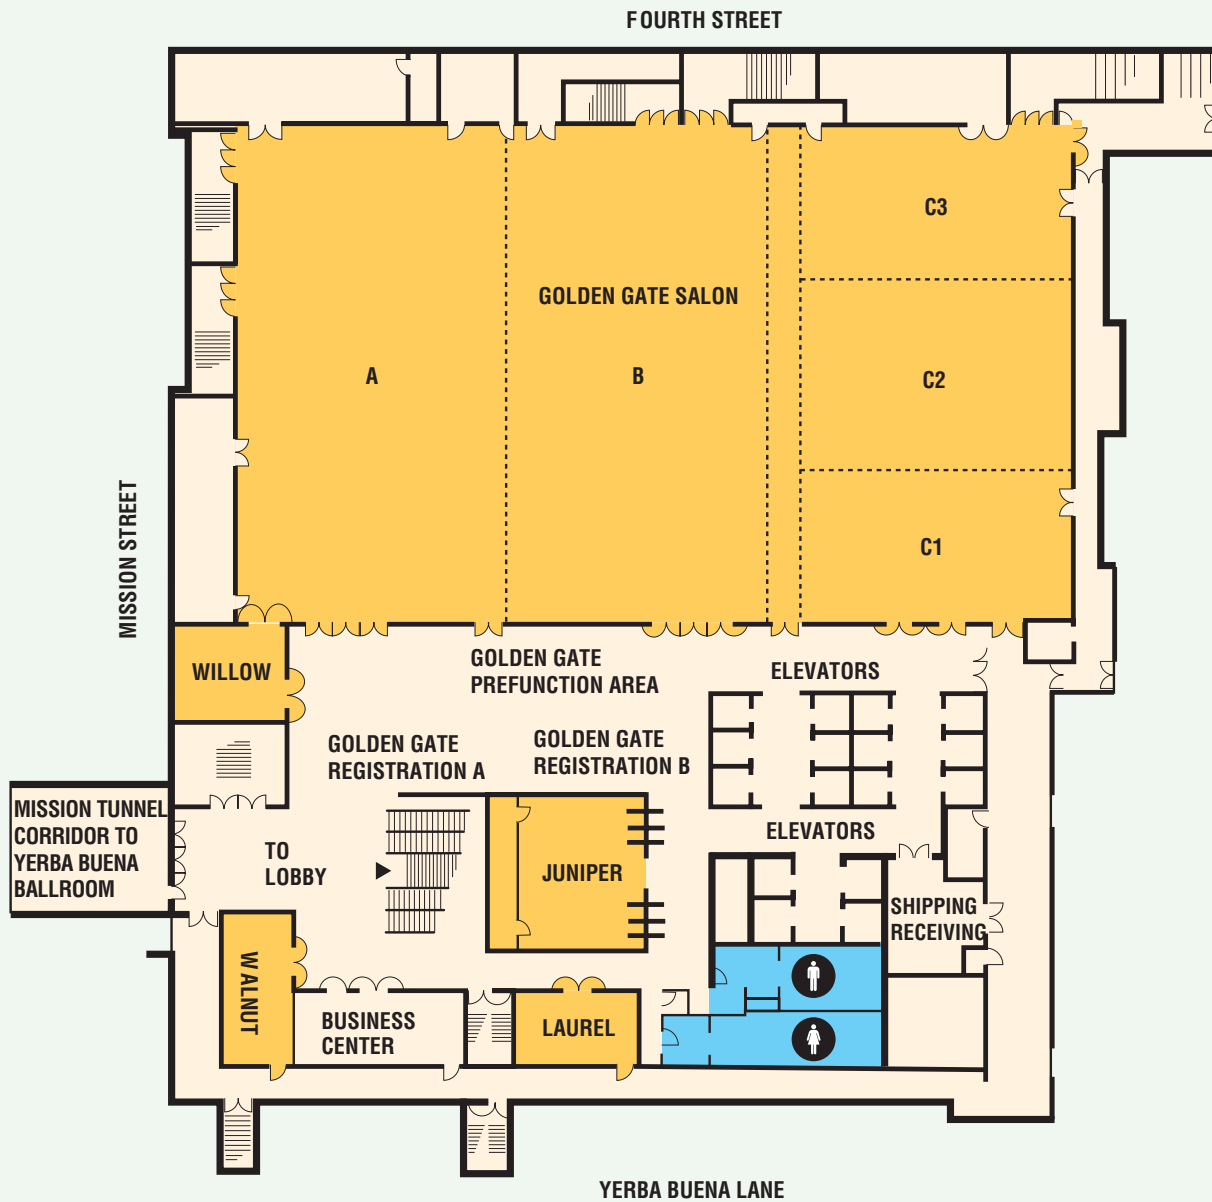 FOURTH STREET
C3
GOLDEN GATE SALON
A
B
C2
C1
MISSION STREET
WILLOW
GOLDEN GATE
PREFUNCTION AREA
ELEVATORS
GOLDEN GATE
REGISTRATION A
GOLDEN GATE
REGISTRATION B
MISSION TUNNEL
CORRIDOR TO
YERBA BUENA
BALLROOM
TO
LOBBY
JUNIPER
ELEVATORS
SHIPPING
RECEIVING
WALNUT
BUSINESS
CENTER
LAUREL
YERBA BUENA LANE